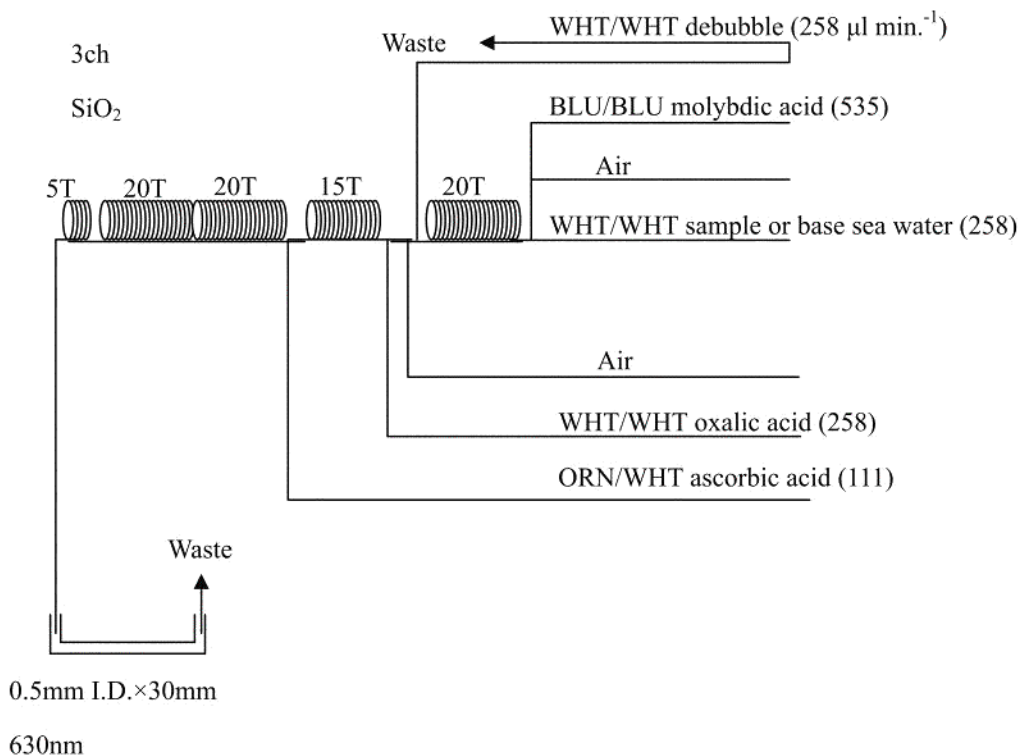 3ch
SiO₂
Waste
WHT/WHT debubble (258 µl min.⁻¹)
BLU/BLU molybdic acid (535)
Air
5T
20T
20T
15T
20T
WHT/WHT sample or base sea water (258)
Air
WHT/WHT oxalic acid (258)
ORN/WHT ascorbic acid (111)
Waste
0.5mm I.D.×30mm
630nm